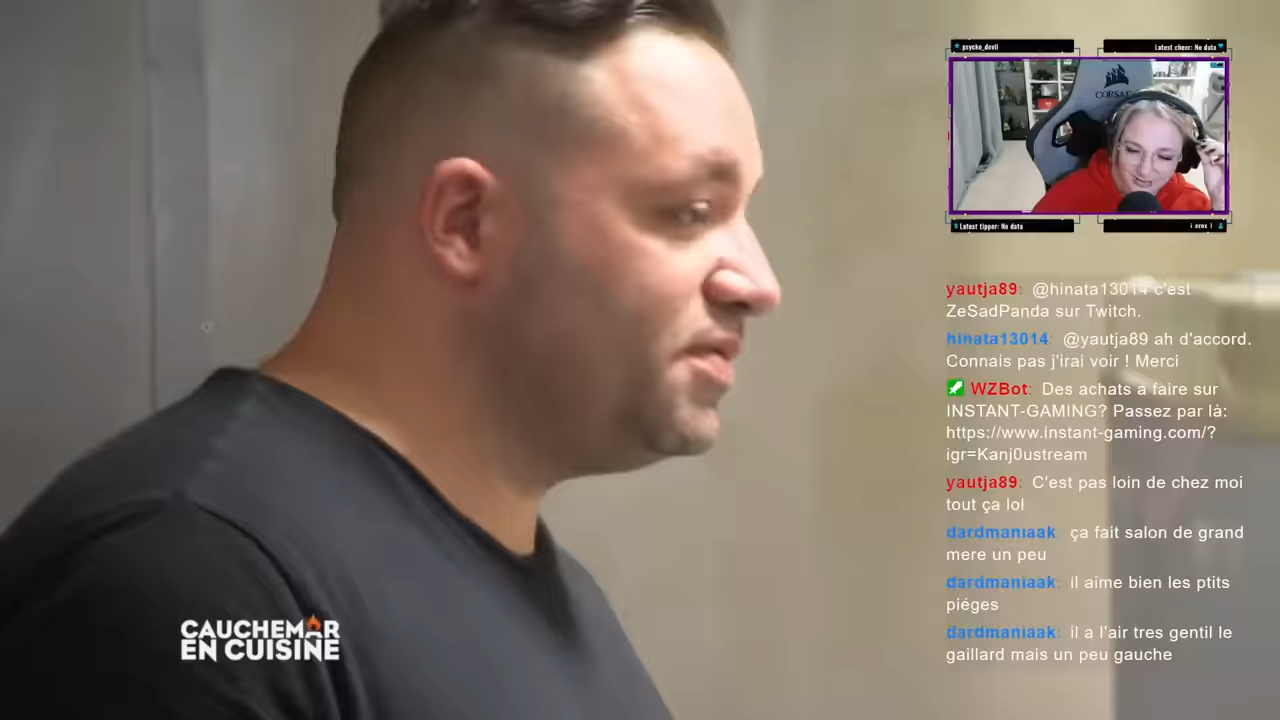 psycko_devil
Latest cheer: No data
CORSAIR
Latest tipper: No data
yautja89: @hinata13014 c'est
ZeSadPanda sur Twitch.
hinata13014: @yautja89 ah d'accord.
Connais pas j'irai voir ! Merci
WZBot: Des achats a faire sur
INSTANT-GAMING? Passez par là:
https://www.instant-gaming.com/?
igr=Kanj0ustream
yautja89: C'est pas loin de chez moi
tout ça lol
dardmaniaak: ça fait salon de grand
mere un peu
dardmaniaak: il aime bien les ptits
piéges
dardmaniaak: il a l'air tres gentil le
gaillard mais un peu gauche
CAUCHEMAR
EN CUISINE